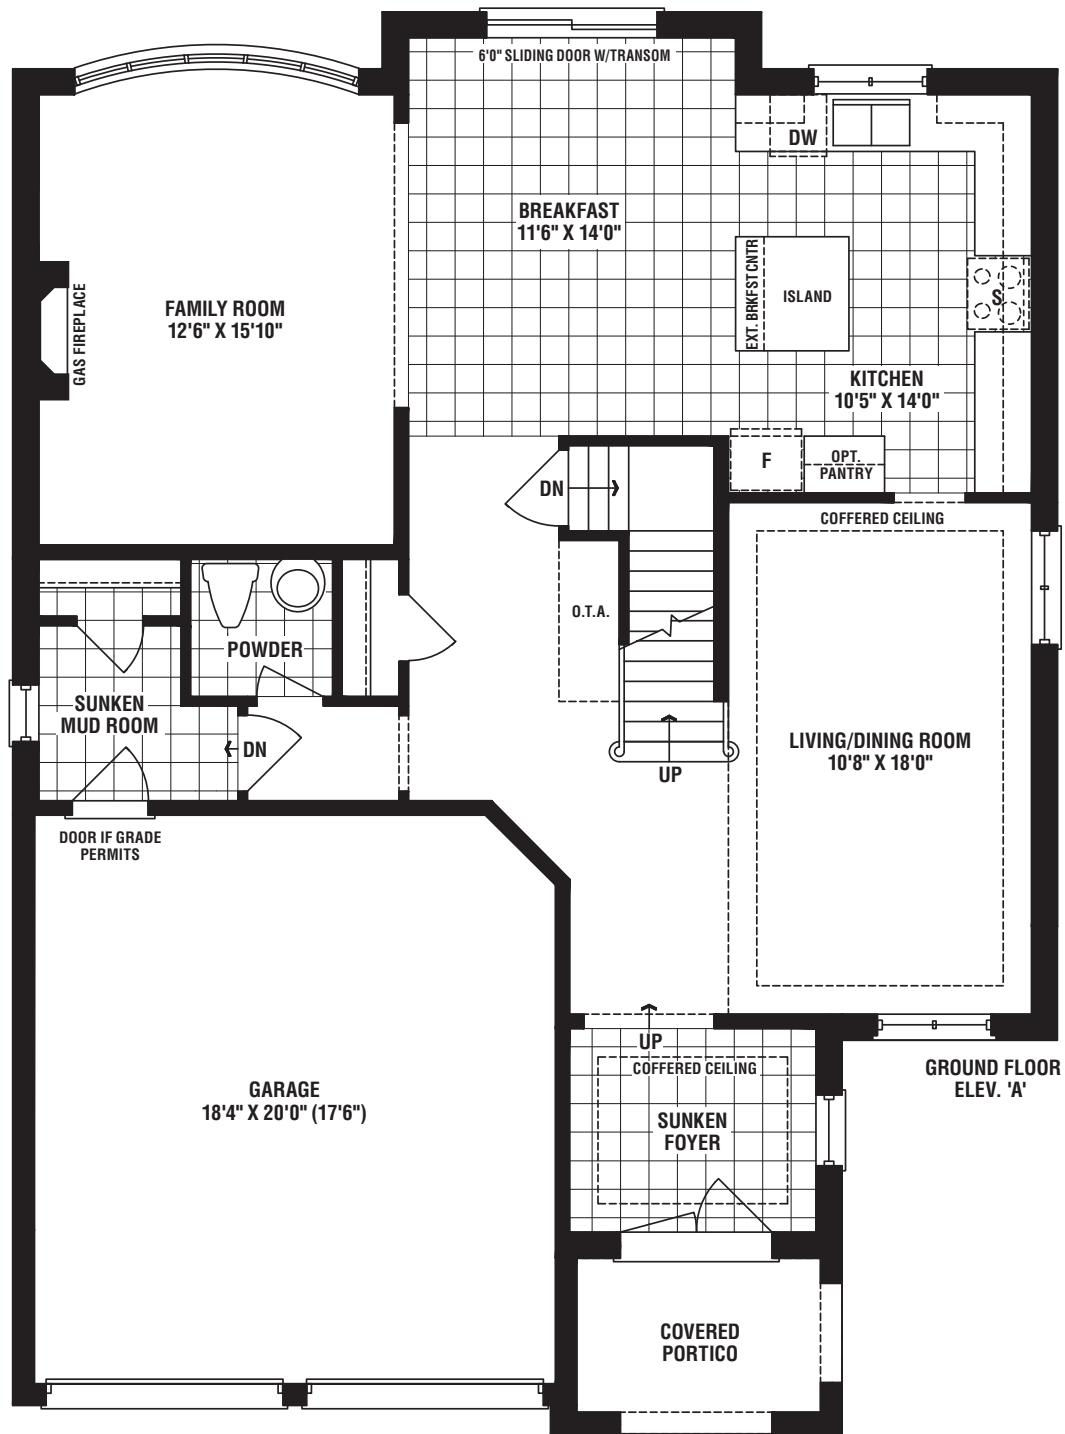 6'0" SLIDING DOOR W/TRANSOM
DW
BREAKFAST
11'6" X 14'0"
EXT. BRKFST CNTR
ISLAND
S
FAMILY ROOM
12'6" X 15'10"
GAS FIREPLACE
KITCHEN
10'5" X 14'0"
F
OPT.
PANTRY
DN
COFFERED CEILING
O.T.A.
POWDER
SUNKEN
MUD ROOM
DN
UP
LIVING/DINING ROOM
10'8" X 18'0"
DOOR IF GRADE
PERMITS
UP
COFFERED CEILING
GROUND FLOOR
ELEV. 'A'
GARAGE
18'4" X 20'0" (17'6")
SUNKEN
FOYER
COVERED
PORTICO